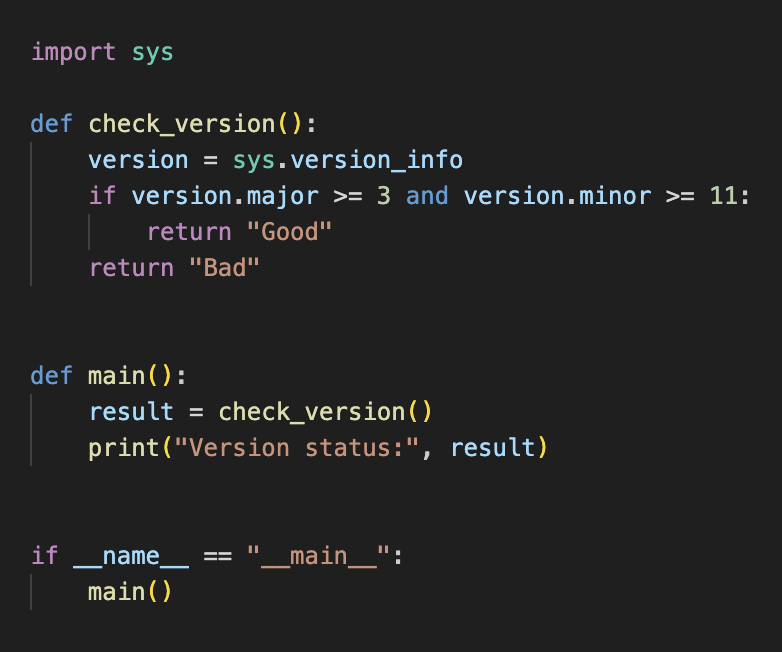 import sys
def check_version():
    version = sys.version_info
    if version.major >= 3 and version.minor >= 11:
        return "Good"
    return "Bad"
def main():
    result = check_version()
    print("Version status:", result)
if __name__ == "__main__":
    main()